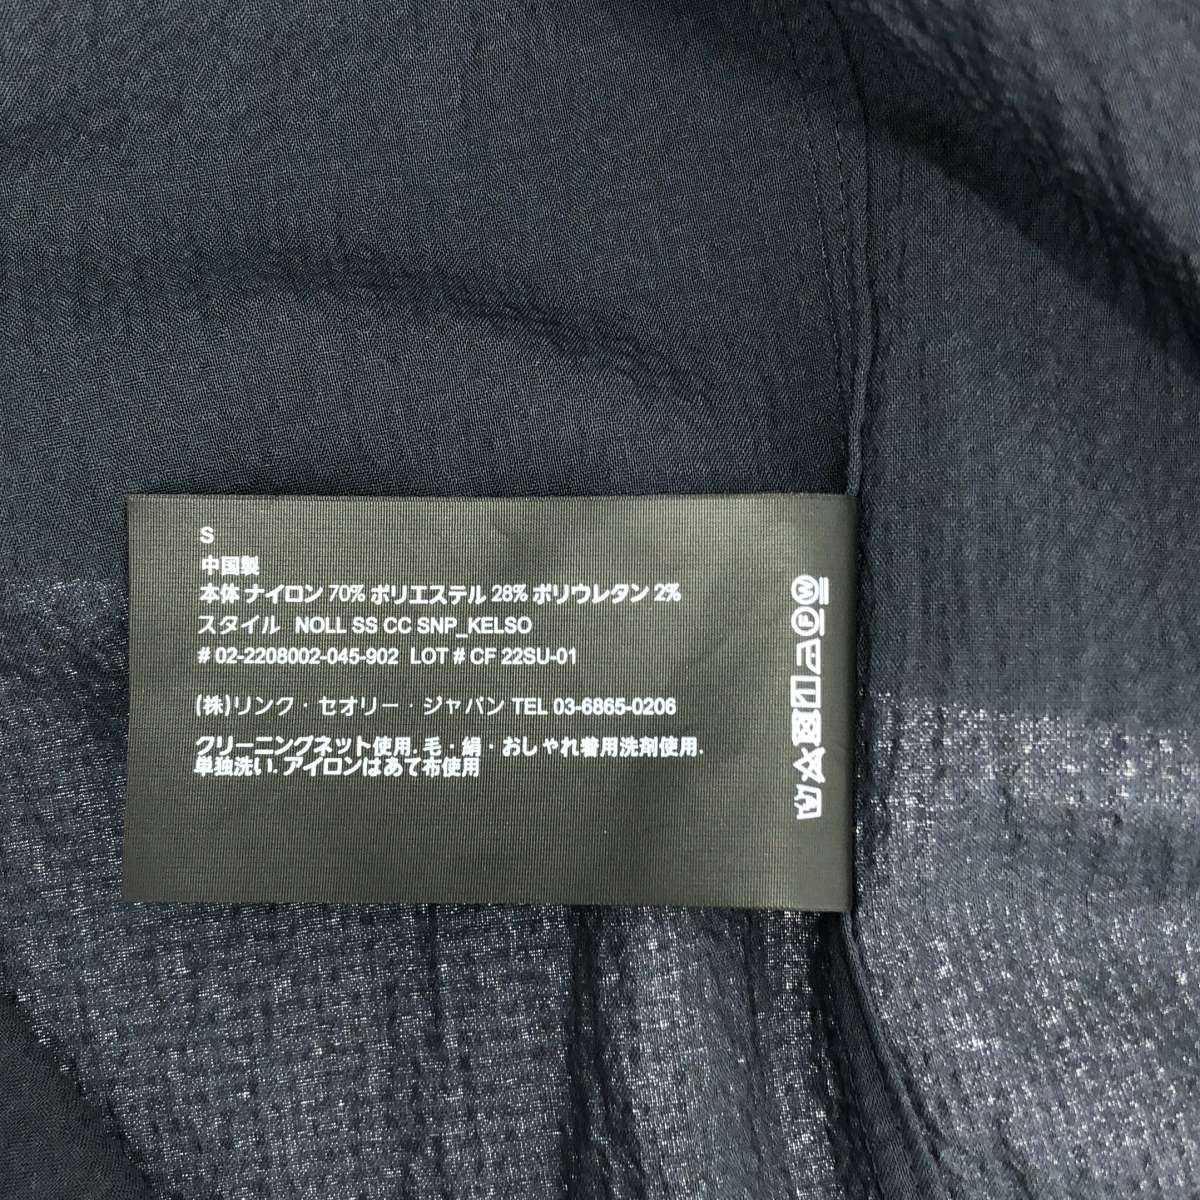 S
中国製
本体 ナイロン 70% ポリエステル 28% ポリウレタン 2%
スタイル NOLL SS CC SNP_KELSO
# 02-2208002-045-902 LOT # CF 22SU-01
(株)リンク・セオリー・ジャパン TEL 03-6865-0206
クリーニングネット使用. 毛・絹・おしゃれ着用洗剤使用.
単独洗い. アイロンはあて布使用
W
F